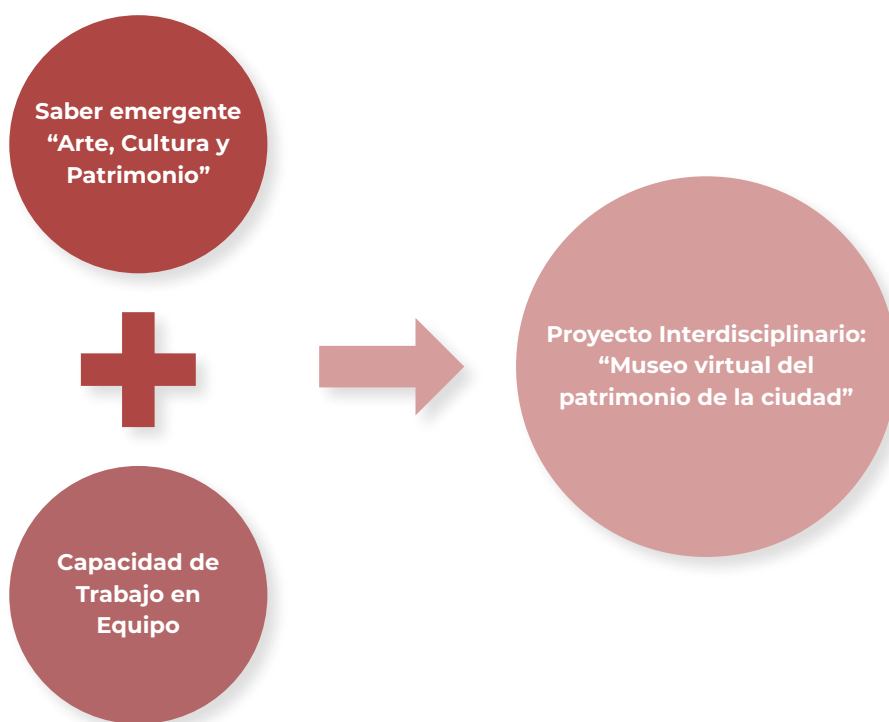 Saber emergente
“Arte, Cultura y
Patrimonio”
Capacidad de
Trabajo en
Equipo
Proyecto Interdisciplinario:
“Museo virtual del
patrimonio de la ciudad”